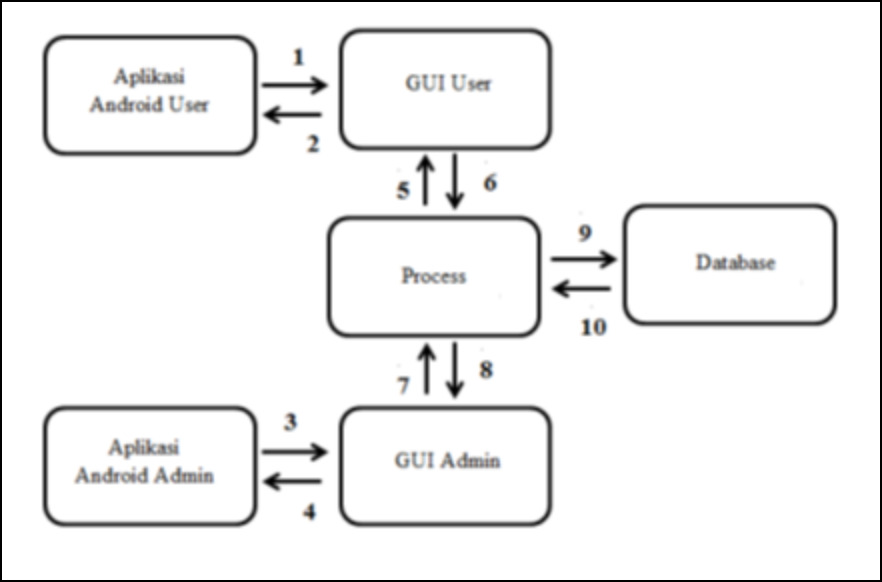 Aplikasi
Android User
1
2
GUI User
5
6
Process
9
10
Database
7
8
Aplikasi
Android Admin
3
4
GUI Admin